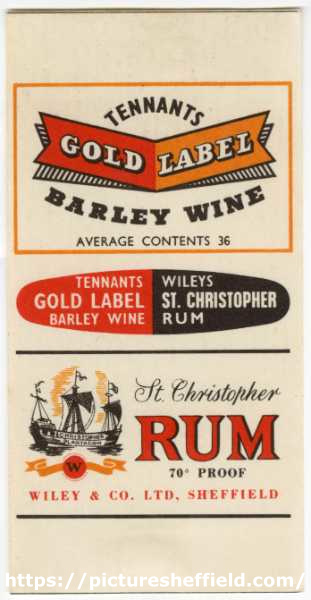 TENNANTS
GOLD LABEL
BARLEY WINE
AVERAGE CONTENTS 36
TENNANTS
GOLD LABEL
BARLEY WINE
WILEYS
ST. CHRISTOPHER
RUM
St. Christopher
RUM
70° PROOF
W
WILEY & CO. LTD, SHEFFIELD
https://picturesheffield.com/